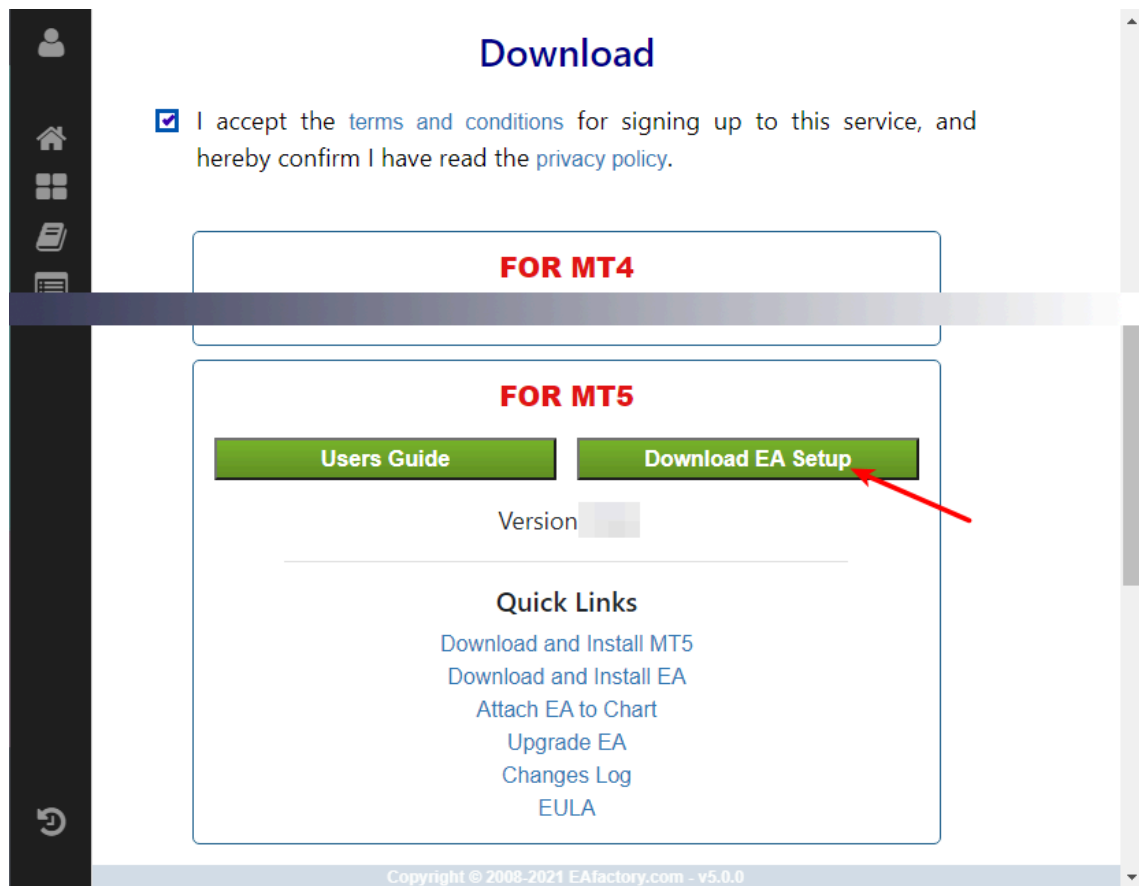 Download
I accept the terms and conditions for signing up to this service, and
hereby confirm I have read the privacy policy.
FOR MT4
FOR MT5
Users Guide
Download EA Setup
Version
Quick Links
Download and Install MT5
Download and Install EA
Attach EA to Chart
Upgrade EA
Changes Log
EULA
Copyright © 2008-2021 EAfactory.com - v5.0.0